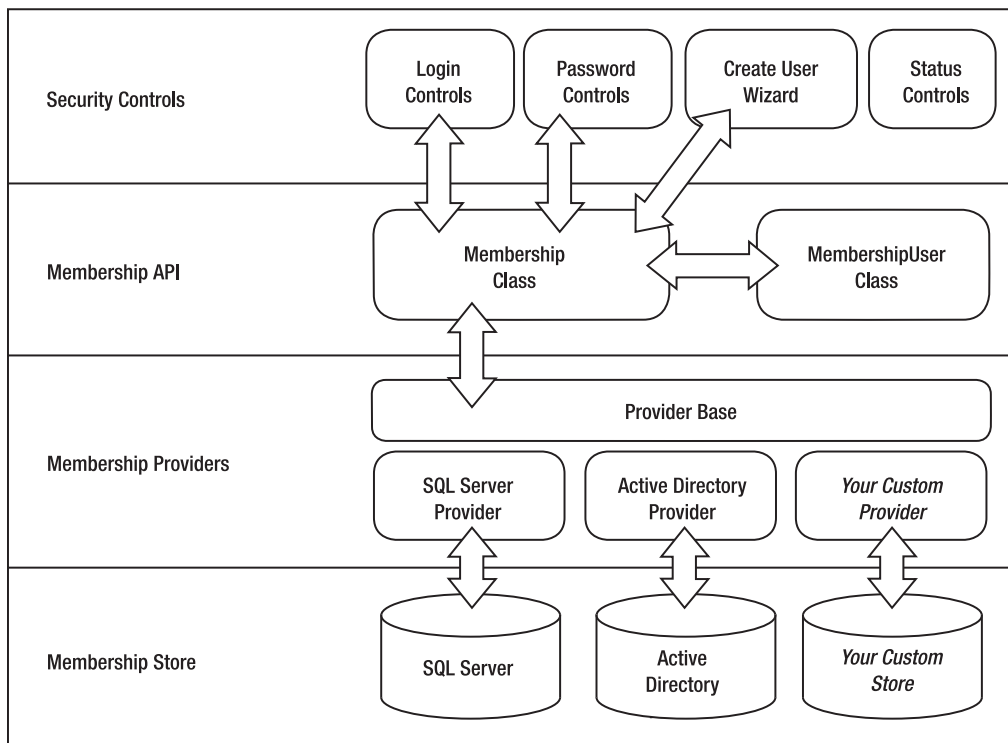 Security Controls
Login
Controls
Password
Controls
Create User
Wizard
Status
Controls
Membership API
Membership
Class
MembershipUser
Class
Membership Providers
Provider Base
SQL Server
Provider
Active Directory
Provider
Your Custom
Provider
Membership Store
SQL Server
Active
Directory
Your Custom
Store